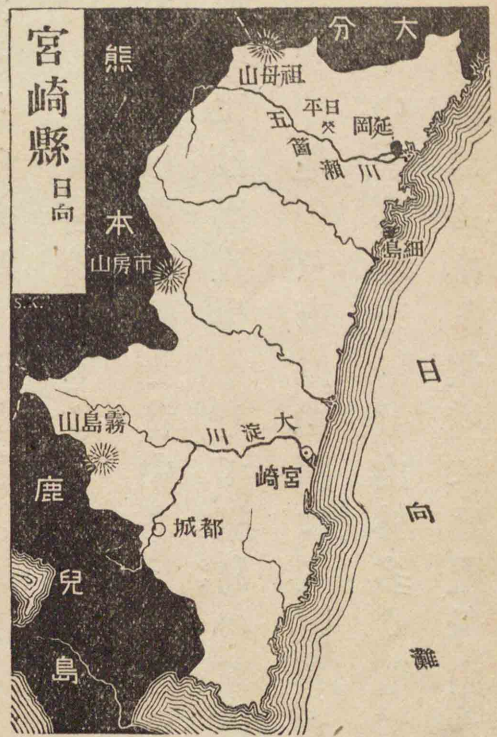 宮崎縣
日向
大分
熊本
祖母山
日平
延岡
五箇瀬川
細島
市房山
S.K.
日向灘
霧島山
大淀川
宮崎
都城
鹿兒島